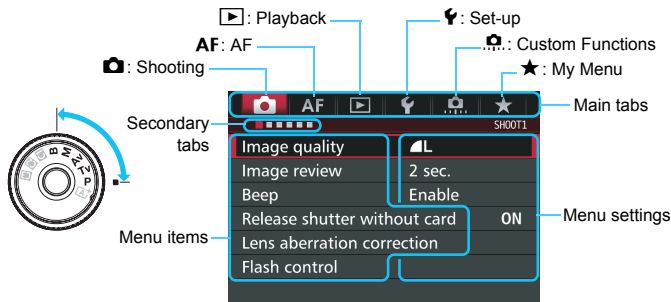 : Playback
: Set-up
AF: AF
: Custom Functions
: Shooting
: My Menu
AF
Main tabs
Secondary tabs
SHOOT1
Image quality L
Image review 2 sec.
Beep Enable
Release shutter without card ON
Menu settings
Menu items
Lens aberration correction
Flash control
B
M
Av
Tv
P
A+